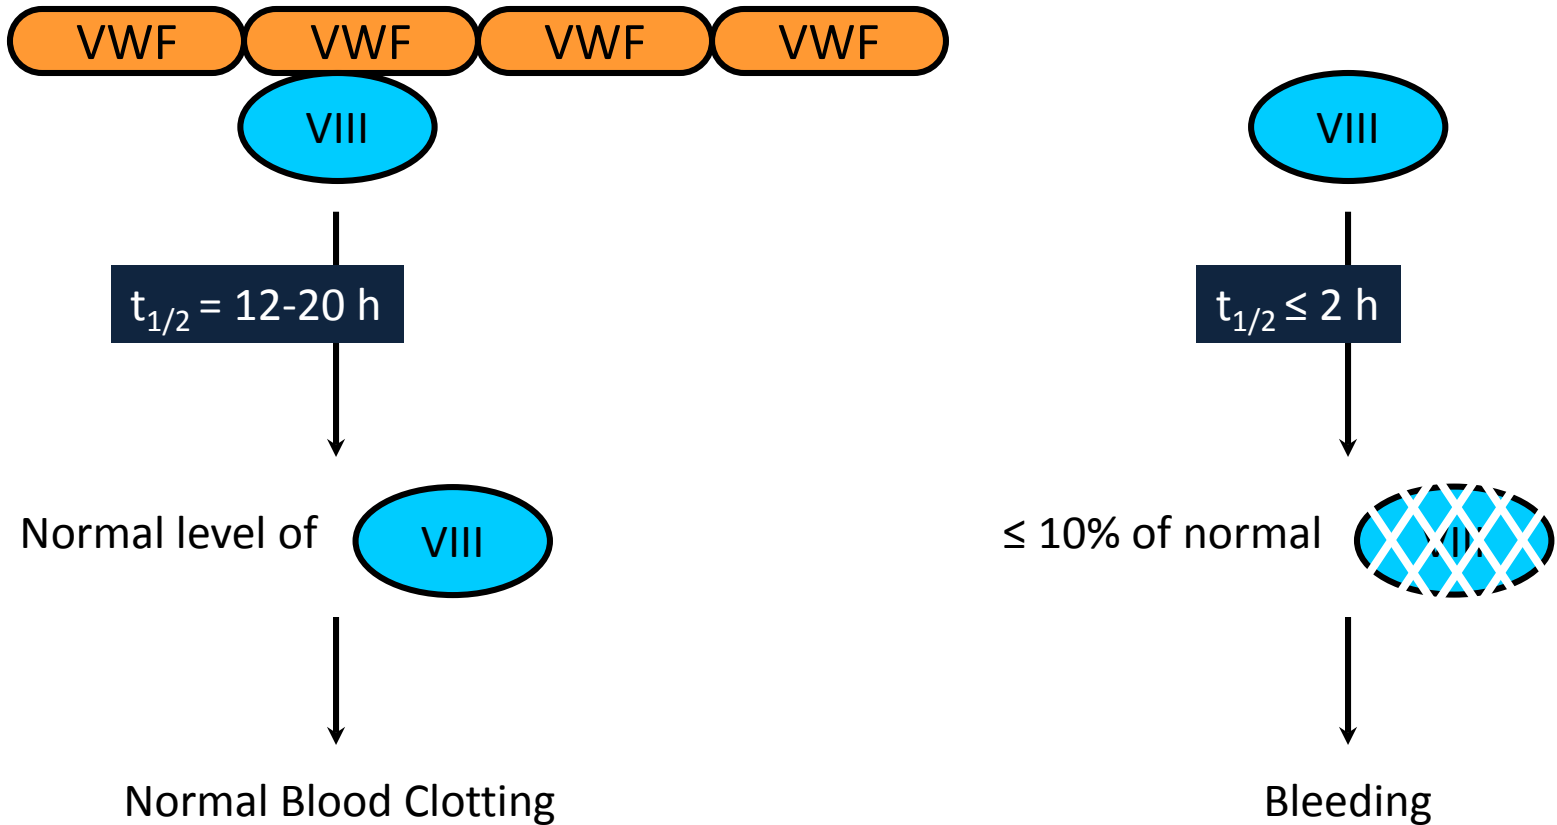 VWF VWF VWF VWF
VIII
t1/2 = 12-20 h
Normal level of VIII
Normal Blood Clotting
VIII
t1/2 ≤ 2 h
≤ 10% of normal VIII
Bleeding